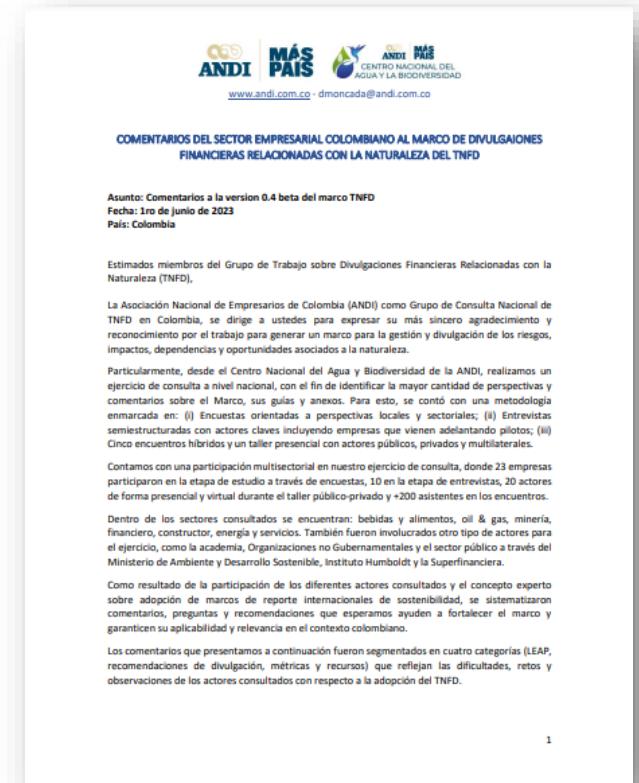 ANDI MÁS PAÍS ANDI MÁS PAÍS
CENTRO NACIONAL DEL
AGUA Y LA BIODIVERSIDAD
www.andi.com.co - dmoncada@andi.com.co
COMENTARIOS DEL SECTOR EMPRESARIAL COLOMBIANO AL MARCO DE DIVULGAIONES
FINANCIERAS RELACIONADAS CON LA NATURALEZA DEL TNFD
Asunto: Comentarios a la version 0.4 beta del marco TNFD
Fecha: 1ro de junio de 2023
País: Colombia
Estimados miembros del Grupo de Trabajo sobre Divulgaciones Financieras Relacionadas con la
Naturaleza (TNFD),
La Asociación Nacional de Empresarios de Colombia (ANDI) como Grupo de Consulta Nacional de
TNFD en Colombia, se dirige a ustedes para expresar su más sincero agradecimiento y
reconocimiento por el trabajo para generar un marco para la gestión y divulgación de los riesgos,
impactos, dependencias y oportunidades asociados a la naturaleza.
Particularmente, desde el Centro Nacional del Agua y Biodiversidad de la ANDI, realizamos un
ejercicio de consulta a nivel nacional, con el fin de identificar la mayor cantidad de perspectivas y
comentarios sobre el Marco, sus guías y anexos. Para esto, se contó con una metodología
enmarcada en: (i) Encuestas orientadas a perspectivas locales y sectoriales; (ii) Entrevistas
semiestructuradas con actores claves incluyendo empresas que vienen adelantando pilotos; (iii)
Cinco encuentros híbridos y un taller presencial con actores públicos, privados y multilaterales.
Contamos con una participación multisectorial en nuestro ejercicio de consulta, donde 23 empresas
participaron en la etapa de estudio a través de encuestas, 10 en la etapa de entrevistas, 20 actores
de forma presencial y virtual durante el taller público-privado y +200 asistentes en los encuentros.
Dentro de los sectores consultados se encuentran: bebidas y alimentos, oil & gas, minería,
financiero, constructor, energía y servicios. También fueron involucrados otro tipo de actores para
el ejercicio, como la academia, Organizaciones no Gubernamentales y el sector público a través del
Ministerio de Ambiente y Desarrollo Sostenible, Instituto Humboldt y la Superfinanciera.
Como resultado de la participación de los diferentes actores consultados y el concepto experto
sobre adopción de marcos de reporte internacionales de sostenibilidad, se sistematizaron
comentarios, preguntas y recomendaciones que esperamos ayuden a fortalecer el marco y
garanticen su aplicabilidad y relevancia en el contexto colombiano.
Los comentarios que presentamos a continuación fueron segmentados en cuatro categorías (LEAP,
recomendaciones de divulgación, métricas y recursos) que reflejan las dificultades, retos y
observaciones de los actores consultados con respecto a la adopción del TNFD.
1